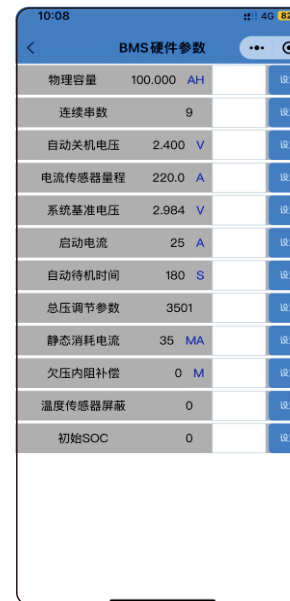 10:08 4G 82
BMS硬件参数
物理容量 100.000 AH 设
连续串数 9 设
自动关机电压 2.400 V 设
电流传感器量程 220.0 A 设
系统基准电压 2.984 V 设
启动电流 25 A 设
自动待机时间 180 S 设
总压调节参数 3501 设
静态消耗电流 35 MA 设
欠压内阻补偿 0 M 设
温度传感器屏蔽 0 设
初始SOC 0 设